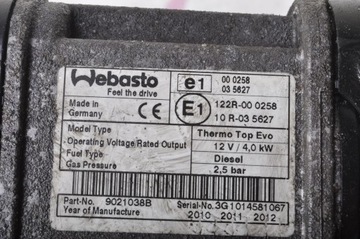 Webasto
Feel the drive
e1
00 0258
03 5627
Made in
Germany
CE
E1
122R-00 0258
10 R-03 5627
Model Type
Thermo Top Evo
Operating Voltage Rated Output
12 V / 4,0 kW
Fuel Type
Diesel
Gas Pressure
2,5 bar
Part-No. 9021038B Serial-No. 3G1014581067
Year of Manufacture 2010 2011 2012